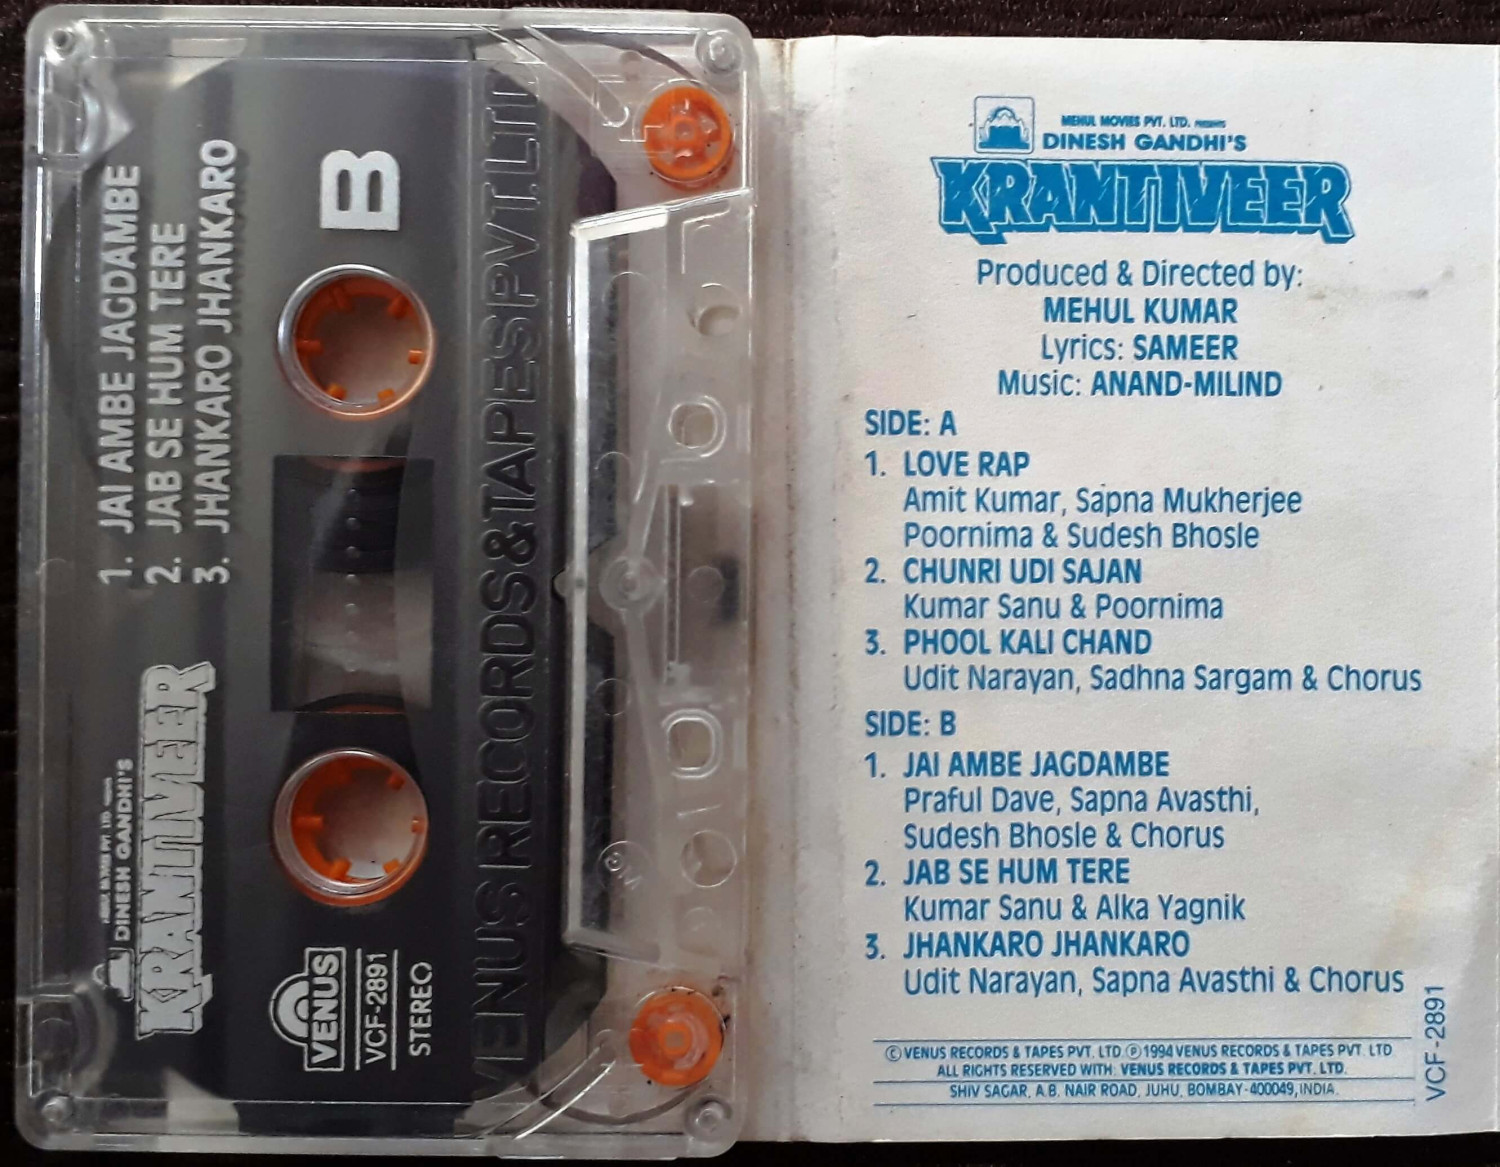 1. JAI AMBE JAGDAMBE
2. JAB SE HUM TERE
3. JHANKARO JHANKARO
B
DINESH GANDHI'S
KRANTIVEER
VENUS
VCF-2891
STEREO
VENUS RECORDS & TAPES PVT. LTD
MEHUL MOVIES PVT. LTD. PRESENTS
DINESH GANDHI'S
KRANTIVEER
Produced & Directed by:
MEHUL KUMAR
Lyrics: SAMEER
Music: ANAND-MILIND
SIDE: A
1. LOVE RAP
Amit Kumar, Sapna Mukherjee
Poornima & Sudesh Bhosle
2. CHUNRI UDI SAJAN
Kumar Sanu & Poornima
3. PHOOL KALI CHAND
Udit Narayan, Sadhna Sargam & Chorus
SIDE: B
1. JAI AMBE JAGDAMBE
Praful Dave, Sapna Avasthi,
Sudesh Bhosle & Chorus
2. JAB SE HUM TERE
Kumar Sanu & Alka Yagnik
3. JHANKARO JHANKARO
Udit Narayan, Sapna Avasthi & Chorus
Ⓒ VENUS RECORDS & TAPES PVT. LTD Ⓟ 1994 VENUS RECORDS & TAPES PVT. LTD
ALL RIGHTS RESERVED WITH: VENUS RECORDS & TAPES PVT. LTD.
SHIV SAGAR, A.B. NAIR ROAD, JUHU, BOMBAY-400049, INDIA.
VCF-2891